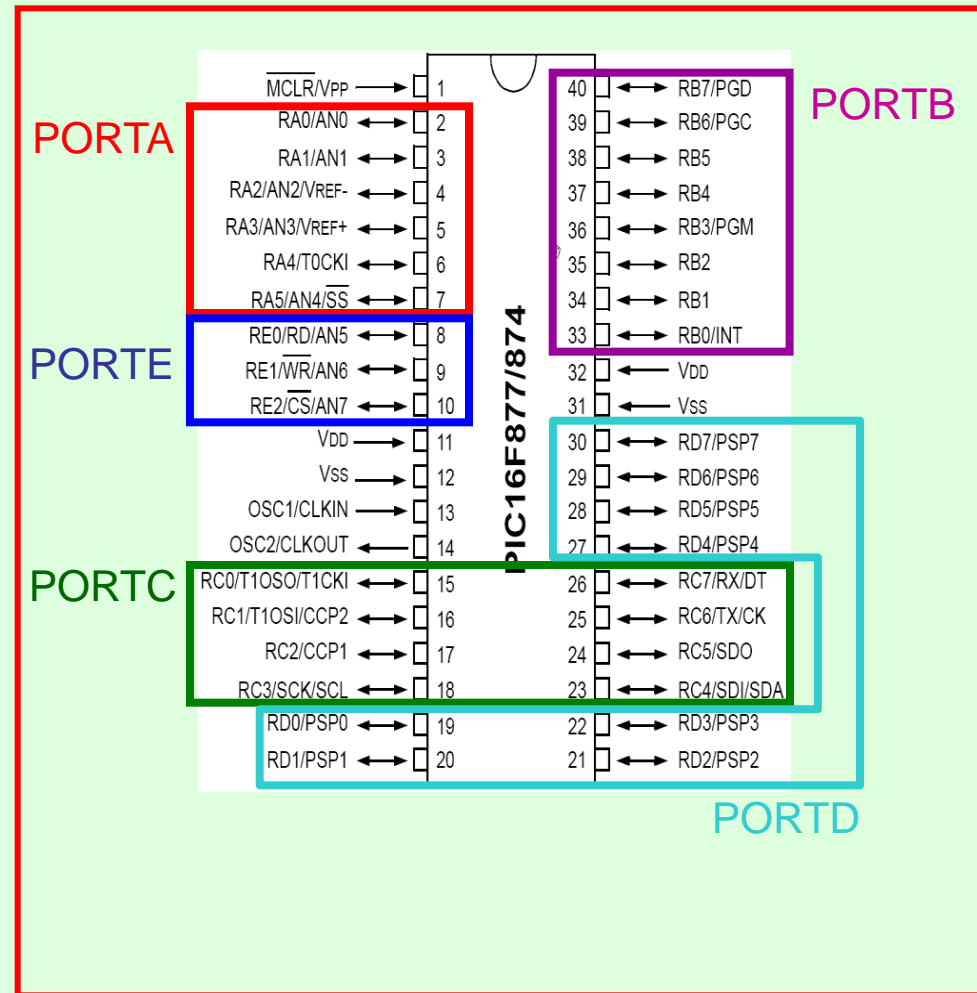 PORTA
PORTE
PORTC
MCLR/VPP 1
RA0/AN0 2
RA1/AN1 3
RA2/AN2/VREF- 4
RA3/AN3/VREF+ 5
RA4/T0CKI 6
RA5/AN4/SS 7
RE0/RD/AN5 8
RE1/WR/AN6 9
RE2/CS/AN7 10
VDD 11
VSS 12
OSC1/CLKIN 13
OSC2/CLKOUT 14
RC0/T1OSO/T1CKI 15
RC1/T1OSI/CCP2 16
RC2/CCP1 17
RC3/SCK/SCL 18
RD0/PSP0 19
RD1/PSP1 20
PIC16F877/874
40 RB7/PGD
39 RB6/PGC
38 RB5
37 RB4
36 RB3/PGM
35 RB2
34 RB1
33 RB0/INT
32 VDD
31 VSS
30 RD7/PSP7
29 RD6/PSP6
28 RD5/PSP5
27 RD4/PSP4
26 RC7/RX/DT
25 RC6/TX/CK
24 RC5/SDO
23 RC4/SDI/SDA
22 RD3/PSP3
21 RD2/PSP2
PORTB
PORTD